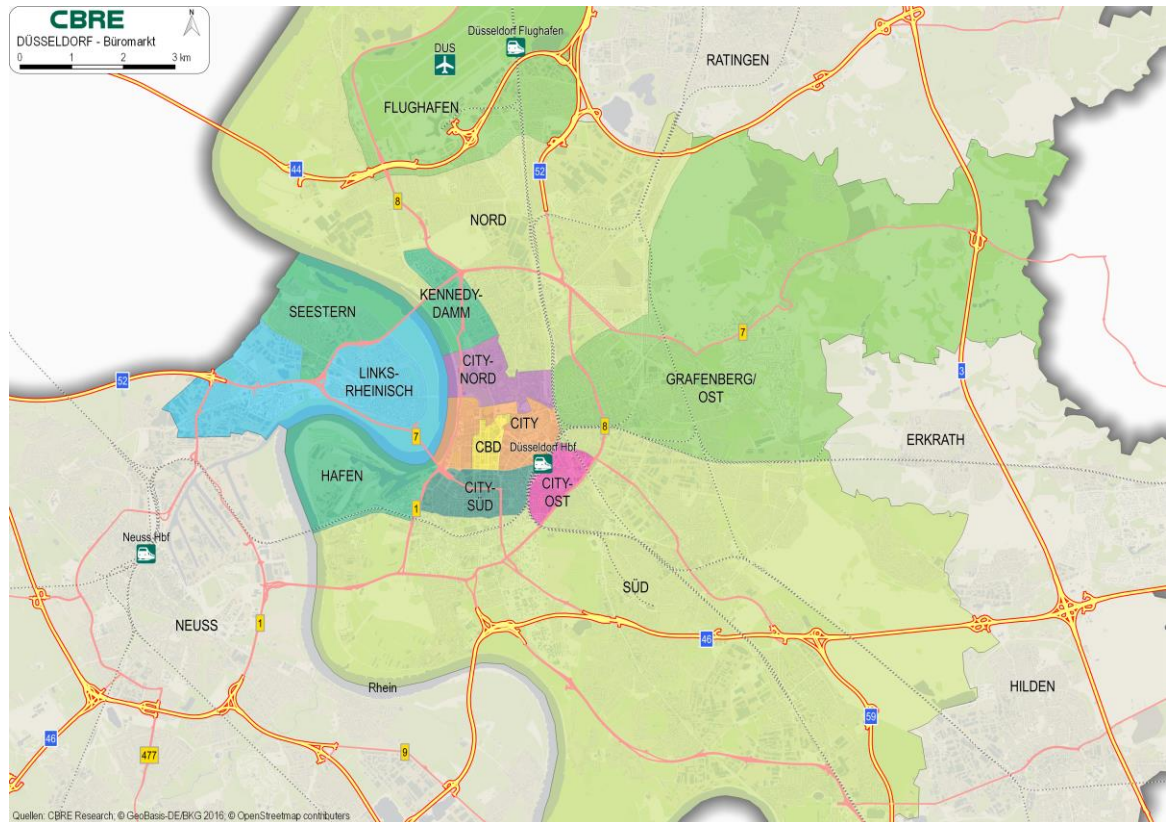 CBRE
N
DÜSSELDORF - Büromarkt
0 1 2 3 km
Düsseldorf Flughafen
DUS
RATINGEN
FLUGHAFEN
44
52
8
NORD
SEESTERN
KENNEDY-
DAMM
7
CITY-
NORD
LINKS-
RHEINISCH
52
3
GRAFENBERG/
OST
CITY
8
7
CBD
Düsseldorf Hbf
ERKRATH
HAFEN
CITY-
SÜD
CITY-
OST
1
Neuss Hbf
SÜD
NEUSS
1
46
Rhein
HILDEN
59
46
477
9
Quellen: CBRE Research; © GeoBasis-DE/BKG 2016; © OpenStreetmap contributers